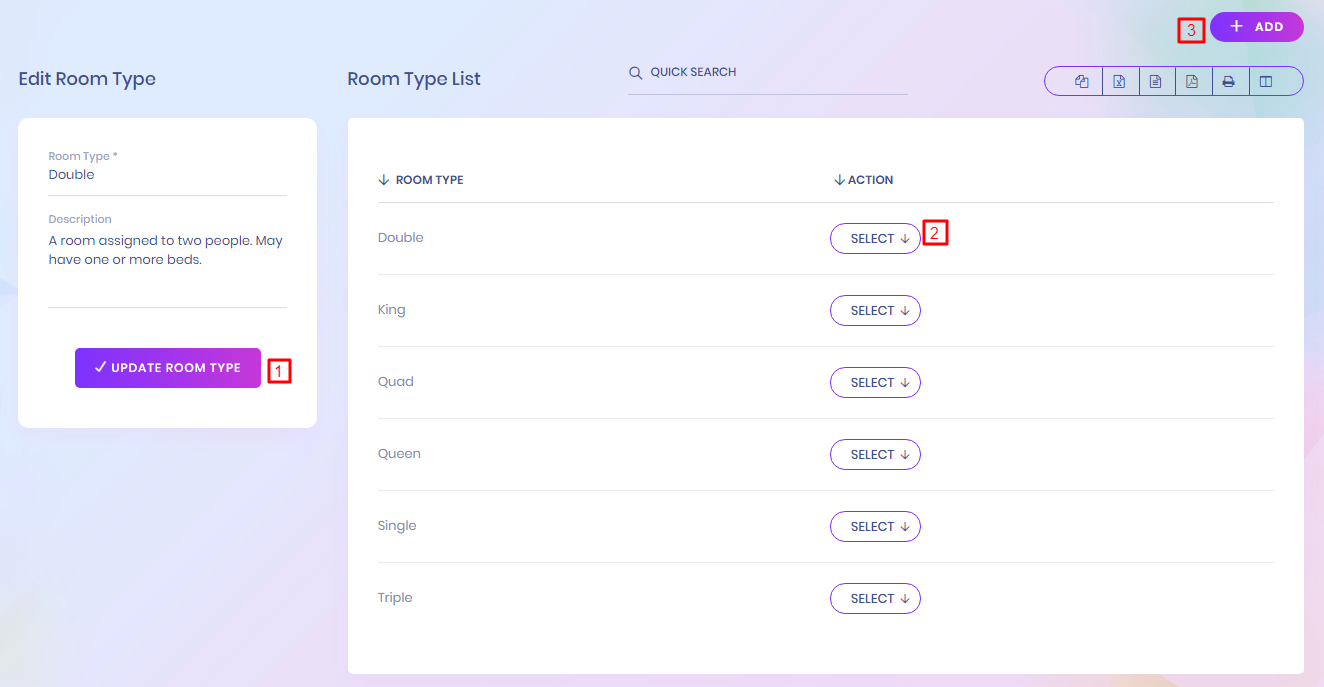 3
ADD
Edit Room Type
Room Type List
QUICK SEARCH
Room Type *
Double
Description
A room assigned to two people. May
have one or more beds.
UPDATE ROOM TYPE
1
ROOM TYPE
ACTION
Double
SELECT
2
King
SELECT
Quad
SELECT
Queen
SELECT
Single
SELECT
Triple
SELECT